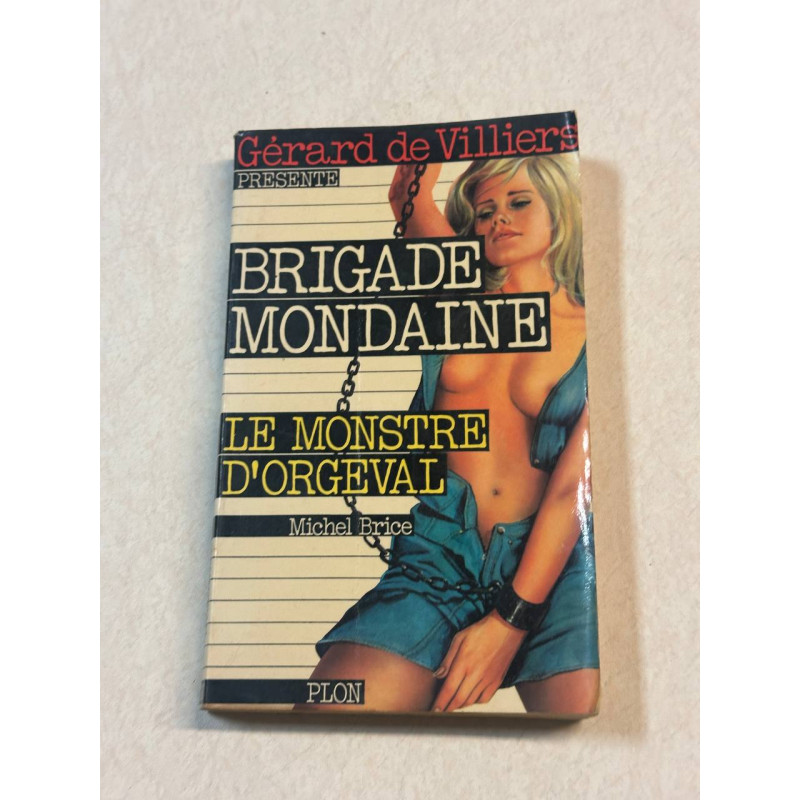 Gérard de Villiers
PRESENTE
BRIGADE
MONDAINE
LE MONSTRE
D'ORGEVAL
Michel Brice
PLON